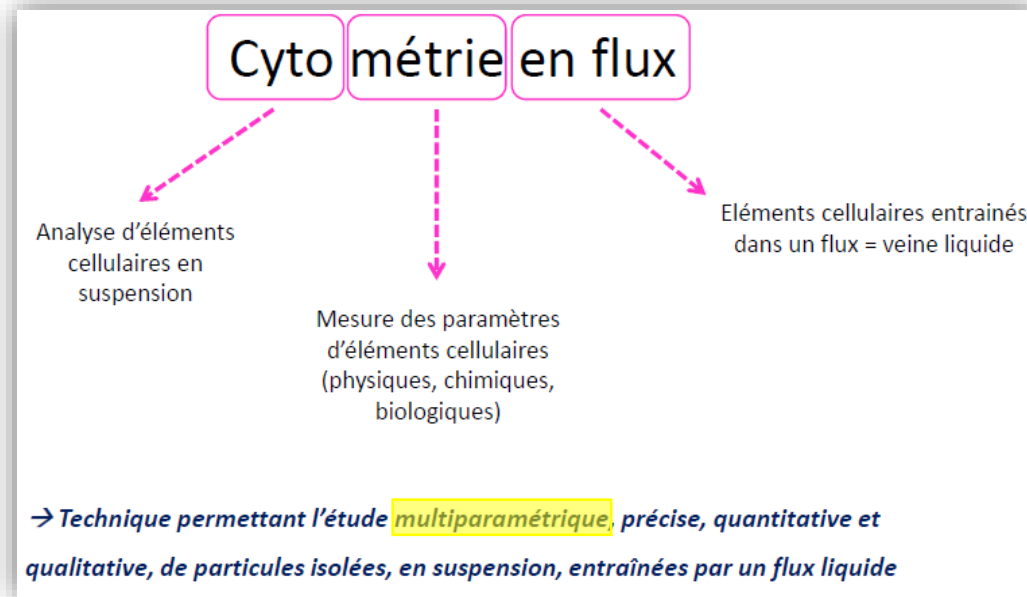 Cyto métrie en flux
Analyse d'éléments
cellulaires en
suspension
Mesure des paramètres
d'éléments cellulaires
(physiques, chimiques,
biologiques)
Eléments cellulaires entrainés
dans un flux = veine liquide
→ Technique permettant l'étude multiparamétrique, précise, quantitative et
qualitative, de particules isolées, en suspension, entraînées par un flux liquide